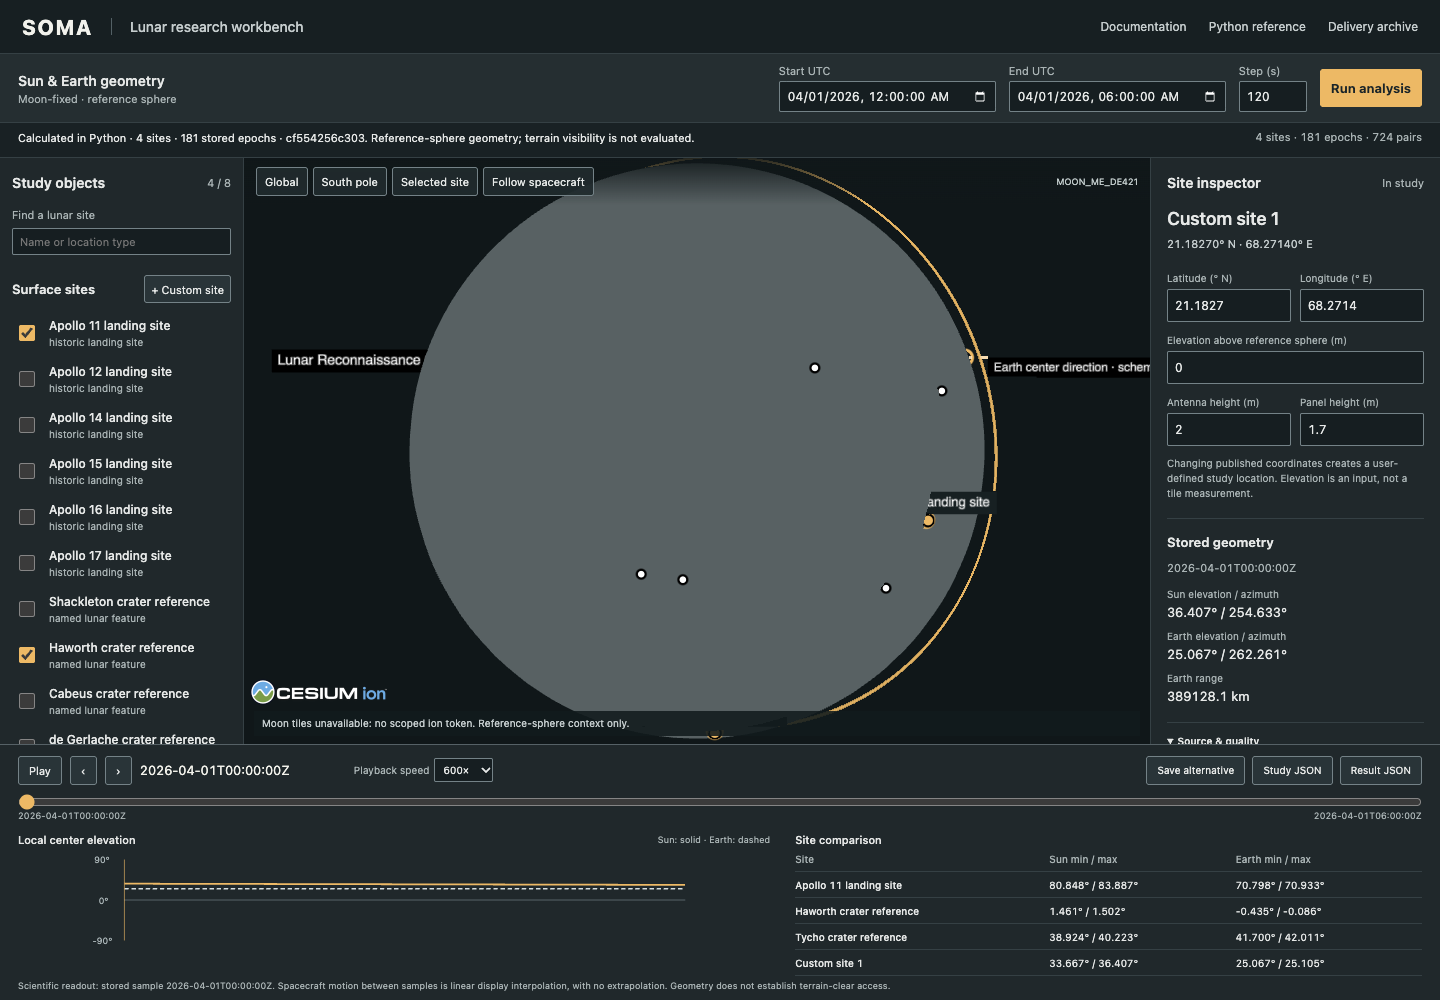 SOMA
Lunar research workbench
Documentation
Python reference
Delivery archive
Sun & Earth geometry
Moon-fixed · reference sphere
Start UTC
04/01/2026, 12:00:00 AM
End UTC
04/01/2026, 06:00:00 AM
Step (s)
120
Run analysis
Calculated in Python · 4 sites · 181 stored epochs · cf554256c303. Reference-sphere geometry; terrain visibility is not evaluated.
4 sites · 181 epochs · 724 pairs
Study objects
4 / 8
Find a lunar site
Name or location type
Surface sites
+ Custom site
Apollo 11 landing site
historic landing site
Apollo 12 landing site
historic landing site
Apollo 14 landing site
historic landing site
Apollo 15 landing site
historic landing site
Apollo 16 landing site
historic landing site
Apollo 17 landing site
historic landing site
Shackleton crater reference
named lunar feature
Haworth crater reference
named lunar feature
Cabeus crater reference
named lunar feature
de Gerlache crater reference
Global
South pole
Selected site
Follow spacecraft
MOON_ME_DE421
Lunar Reconnaissance
Earth center direction · schem
anding site
CESIUM ion
Moon tiles unavailable: no scoped ion token. Reference-sphere context only.
Site inspector
In study
Custom site 1
21.18270° N · 68.27140° E
Latitude (° N)
Longitude (° E)
21.1827
68.2714
Elevation above reference sphere (m)
0
Antenna height (m)
Panel height (m)
2
1.7
Changing published coordinates creates a user-
defined study location. Elevation is an input, not a
tile measurement.
Stored geometry
2026-04-01T00:00:00Z
Sun elevation / azimuth
36.407° / 254.633°
Earth elevation / azimuth
25.067° / 262.261°
Earth range
389128.1 km
▼ Source & quality
Play
‹
›
2026-04-01T00:00:00Z
Playback speed
600×
Save alternative
Study JSON
Result JSON
2026-04-01T00:00:00Z
2026-04-01T06:00:00Z
Local center elevation
Sun: solid · Earth: dashed
90°
0°
-90°
Site comparison
Site
Sun min / max
Earth min / max
Apollo 11 landing site
80.848° / 83.887°
70.798° / 70.933°
Haworth crater reference
1.461° / 1.502°
-0.435° / -0.086°
Tycho crater reference
38.924° / 40.223°
41.700° / 42.011°
Custom site 1
33.667° / 36.407°
25.067° / 25.105°
Scientific readout: stored sample 2026-04-01T00:00:00Z. Spacecraft motion between samples is linear display interpolation, with no extrapolation. Geometry does not establish terrain-clear access.